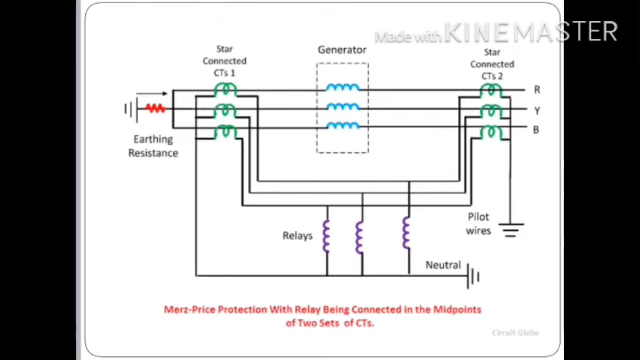 Made with KINEMASTER
Star
Connected
CTs 1
Generator
Star
Connected
CTs 2
R
Y
B
Earthing
Resistance
Relays
Pilot
wires
Neutral
Merz-Price Protection With Relay Being Connected in the Midpoints
of Two Sets of CTs.
Circuit Globe